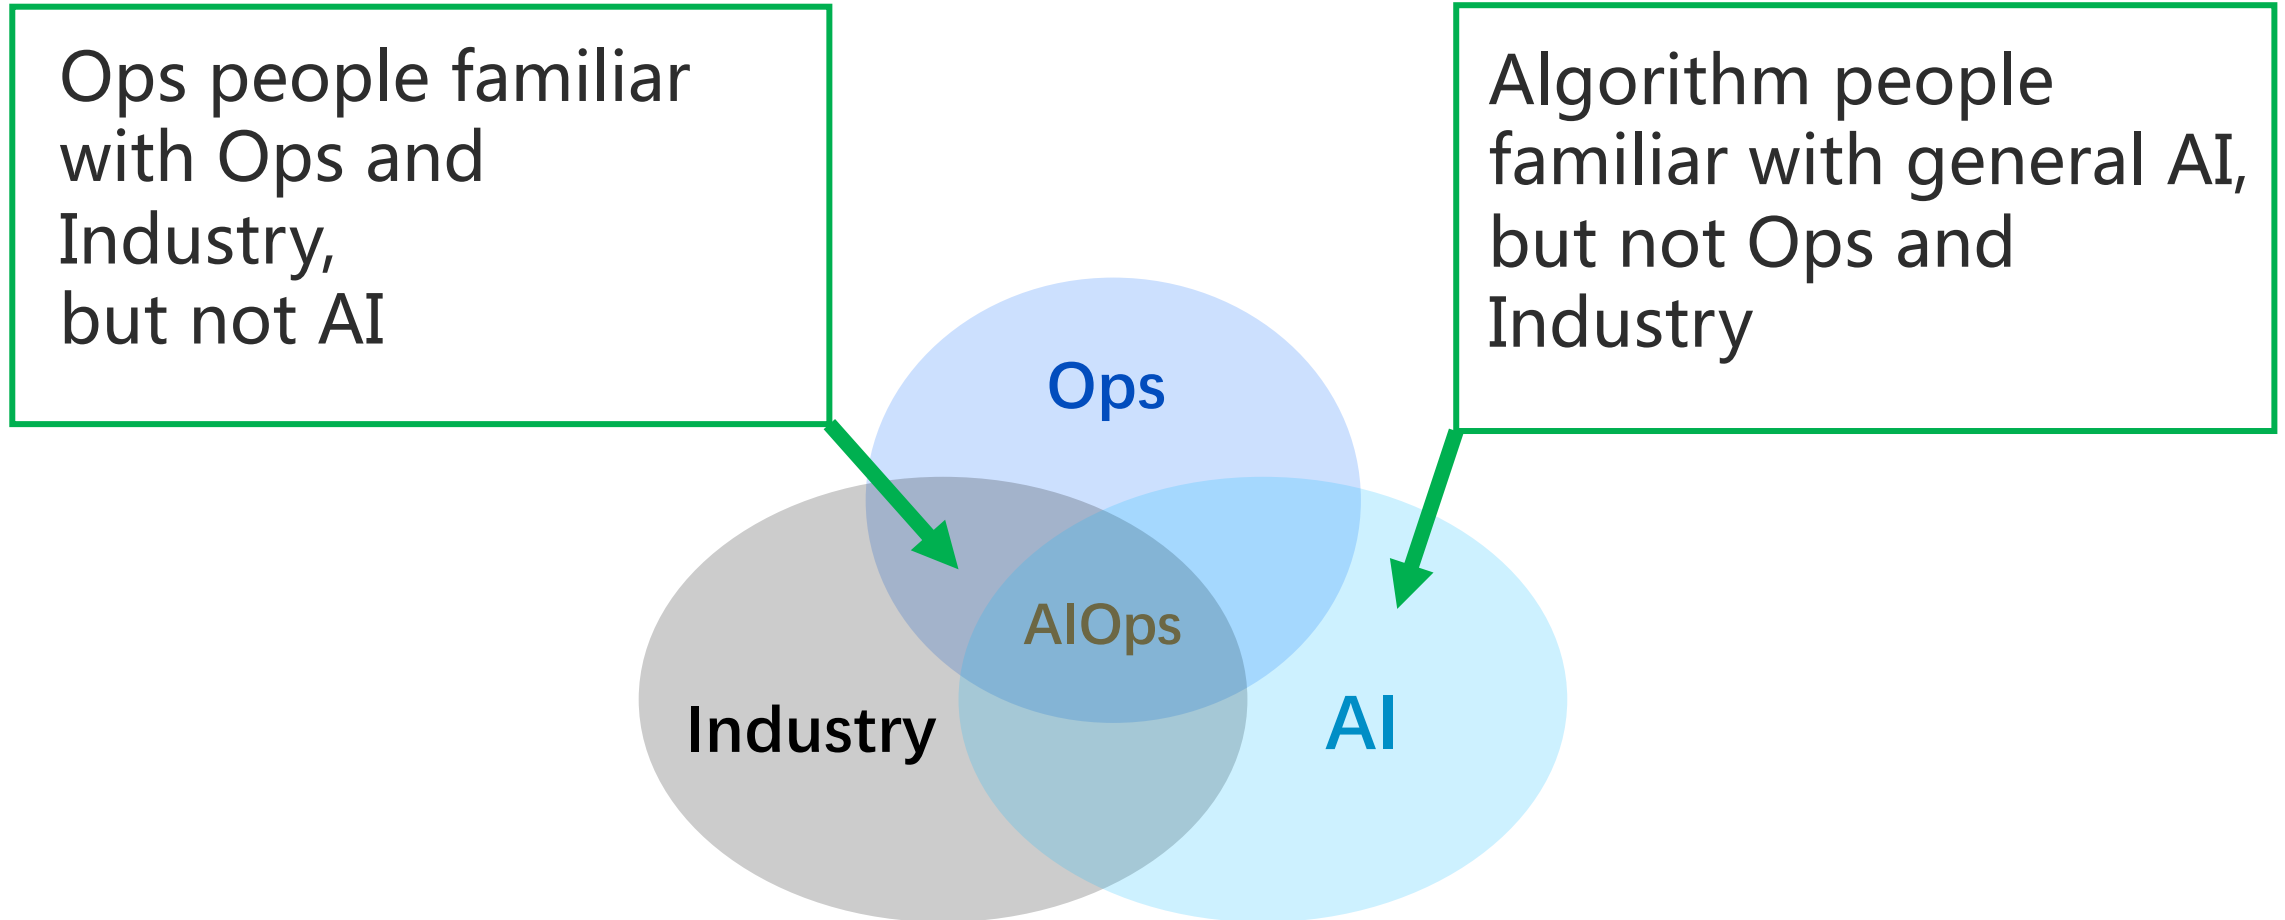 Ops people familiar
with Ops and
Industry,
but not AI
Algorithm people
familiar with general AI,
but not Ops and
Industry
Ops
AIOps
Industry
AI